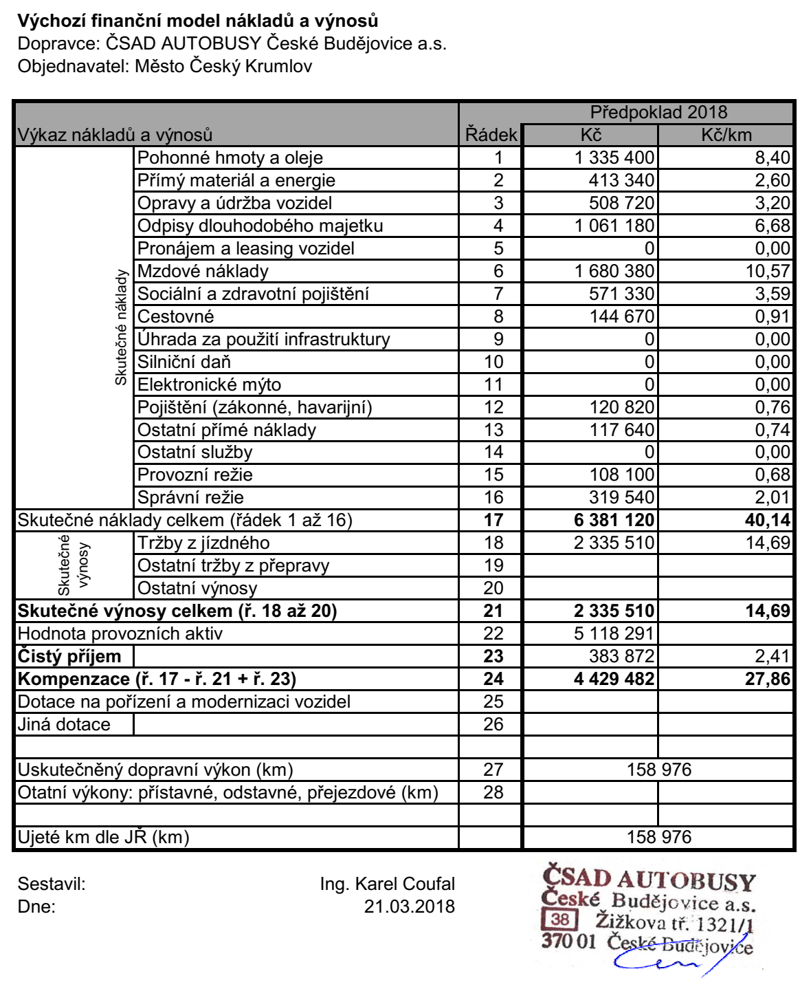 Výchozí finanční model nákladů a výnosů
Dopravce: ČSAD AUTOBUSY České Budějovice a.s.
Objednavatel: Město Český Krumlov
Předpoklad 2018
Výkaz nákladů a výnosů Řádek Kč Kč/km
Skutečné náklady
Pohonné hmoty a oleje 1 1 335 400 8,40
Přímý materiál a energie 2 413 340 2,60
Opravy a údržba vozidel 3 508 720 3,20
Odpisy dlouhodobého majetku 4 1 061 180 6,68
Pronájem a leasing vozidel 5 0 0,00
Mzdové náklady 6 1 680 380 10,57
Sociální a zdravotní pojištění 7 571 330 3,59
Cestovné 8 144 670 0,91
Úhrada za použití infrastruktury 9 0 0,00
Silniční daň 10 0 0,00
Elektronické mýto 11 0 0,00
Pojištění (zákonné, havarijní) 12 120 820 0,76
Ostatní přímé náklady 13 117 640 0,74
Ostatní služby 14 0 0,00
Provozní režie 15 108 100 0,68
Správní režie 16 319 540 2,01
Skutečné náklady celkem (řádek 1 až 16) 17 6 381 120 40,14
Skutečné
výnosy
Tržby z jízdného 18 2 335 510 14,69
Ostatní tržby z přepravy 19
Ostatní výnosy 20
Skutečné výnosy celkem (ř. 18 až 20) 21 2 335 510 14,69
Hodnota provozních aktiv 22 5 118 291
Čistý příjem 23 383 872 2,41
Kompenzace (ř. 17 - ř. 21 + ř. 23) 24 4 429 482 27,86
Dotace na pořízení a modernizaci vozidel 25
Jiná dotace 26
Uskutečněný dopravní výkon (km) 27 158 976
Otatní výkony: přístavné, odstavné, přejezdové (km) 28
Ujeté km dle JŘ (km) 158 976
Sestavil: Ing. Karel Coufal
Dne: 21.03.2018
ČSAD AUTOBUSY
České Budějovice a.s.
38 Žižkova tř. 1321/1
370 01 České Budějovice